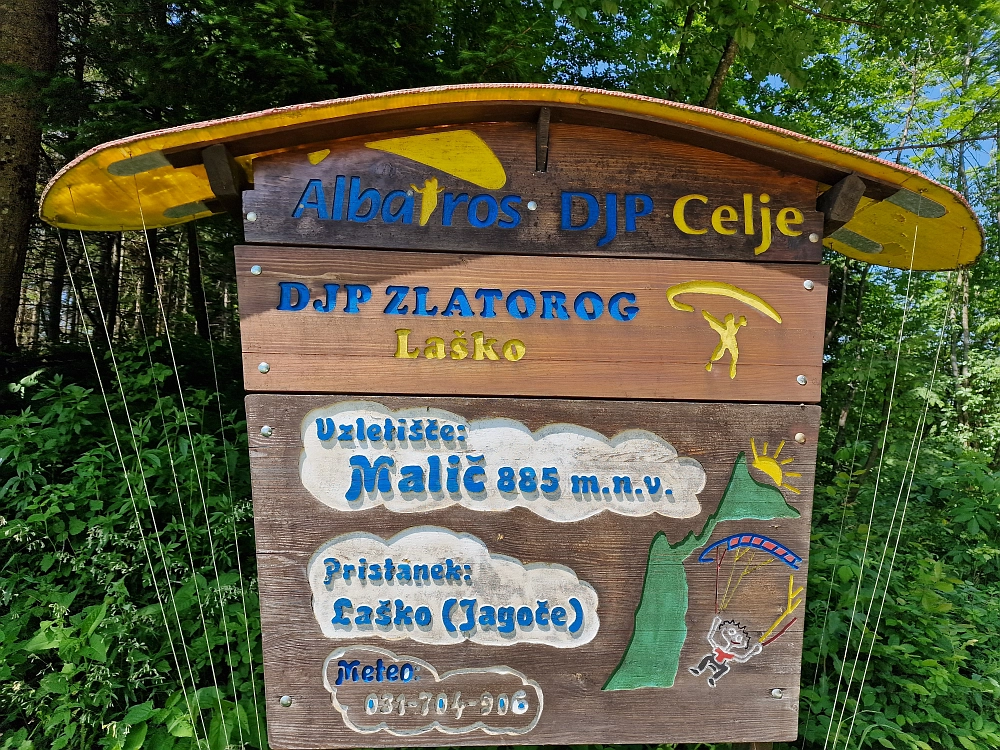 Albatros DJP Celje
DJP ZLATOROG
Laško
Vzletišče:
Malič 885 m.n.v.
Pristanek:
Laško (Jagoče)
Meteo:
031-704-906